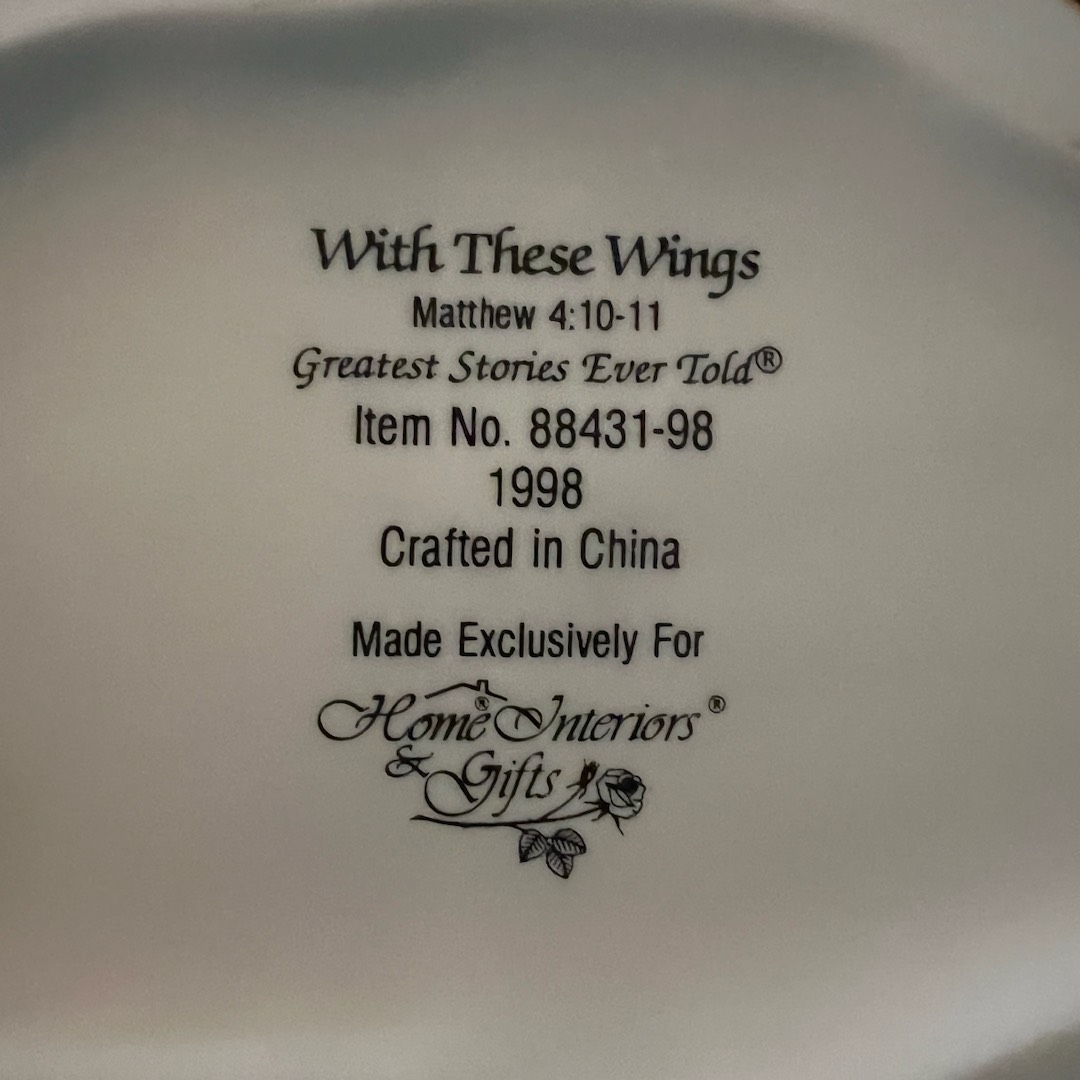 With These Wings
Matthew 4:10-11
Greatest Stories Ever Told®
Item No. 88431-98
1998
Crafted in China
Made Exclusively For
Home® Interiors®
& Gifts